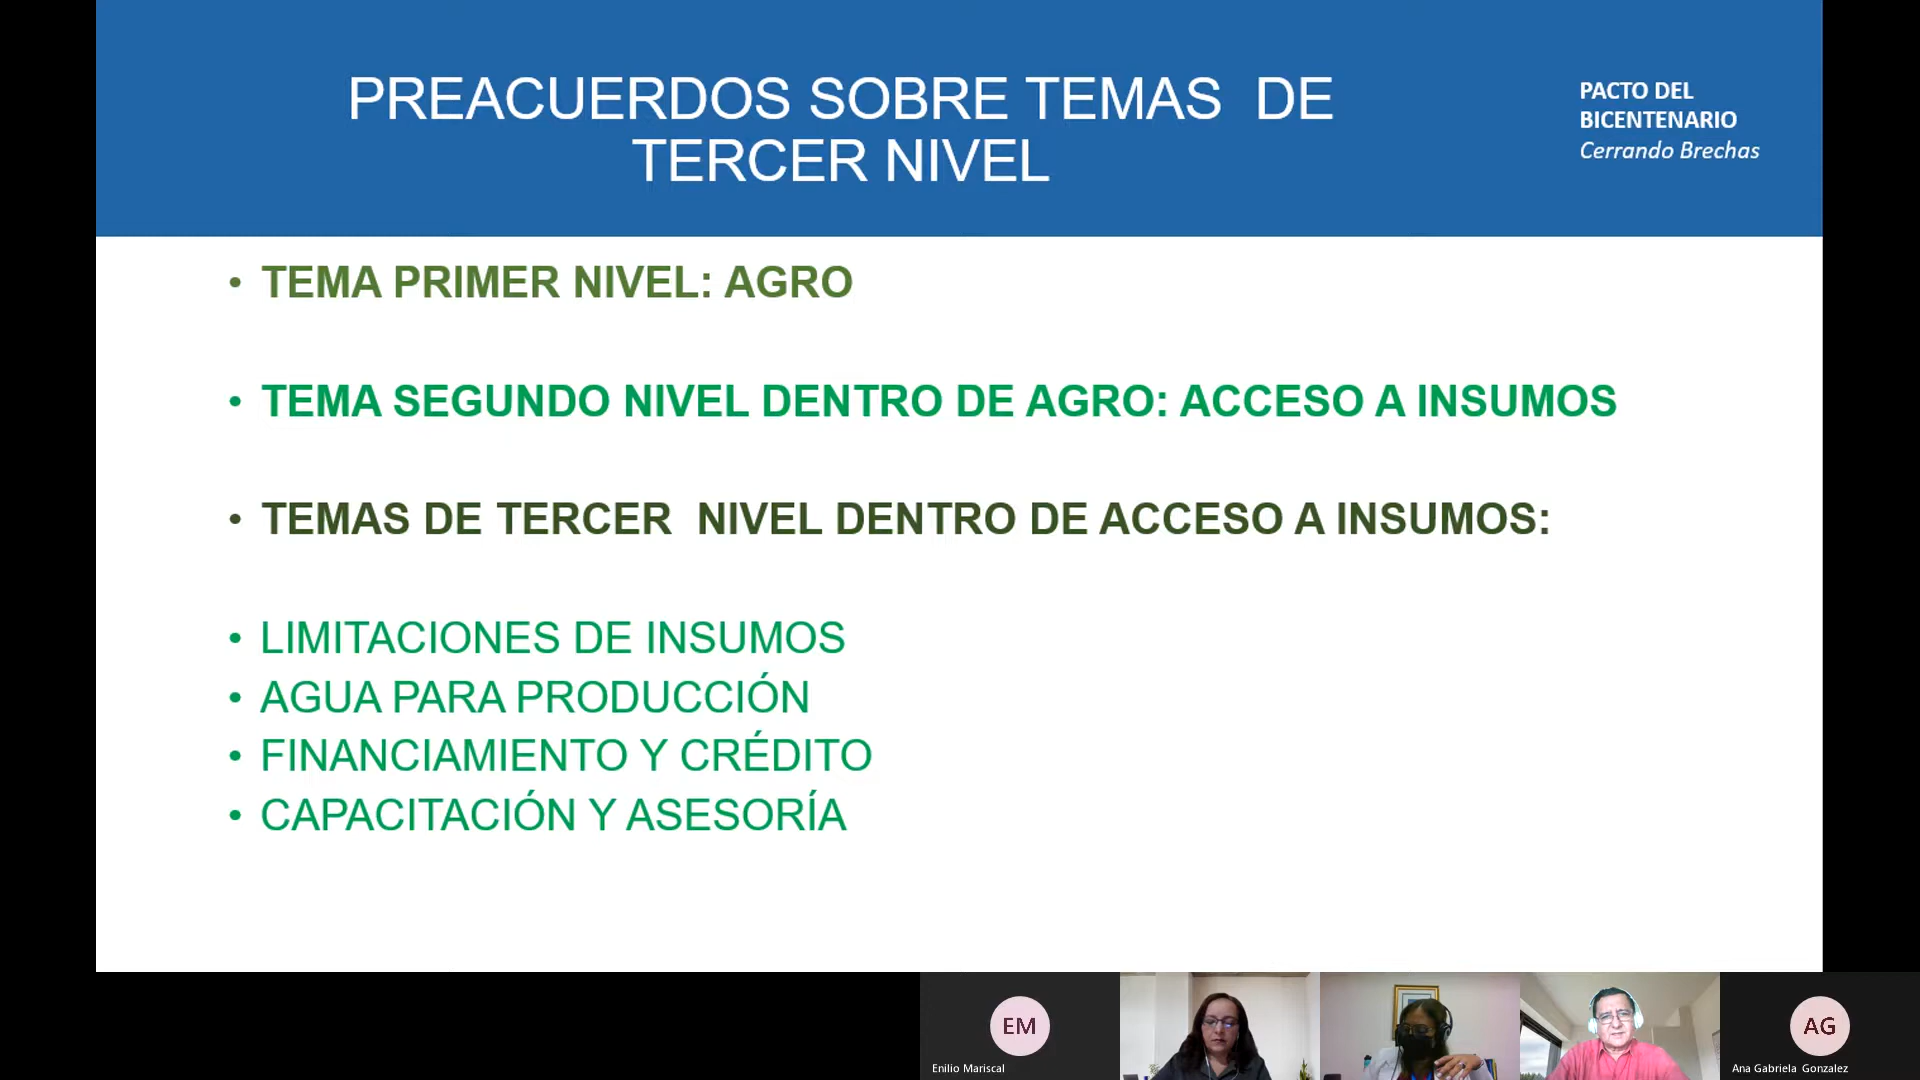 PREACUERDOS SOBRE TEMAS DE
TERCER NIVEL
PACTO DEL
BICENTENARIO
Cerrando Brechas
• TEMA PRIMER NIVEL: AGRO
• TEMA SEGUNDO NIVEL DENTRO DE AGRO: ACCESO A INSUMOS
• TEMAS DE TERCER NIVEL DENTRO DE ACCESO A INSUMOS:
• LIMITACIONES DE INSUMOS
• AGUA PARA PRODUCCIÓN
• FINANCIAMIENTO Y CRÉDITO
• CAPACITACIÓN Y ASESORÍA
EM
Enilio Mariscal
AG
Ana Gabriela Gonzalez